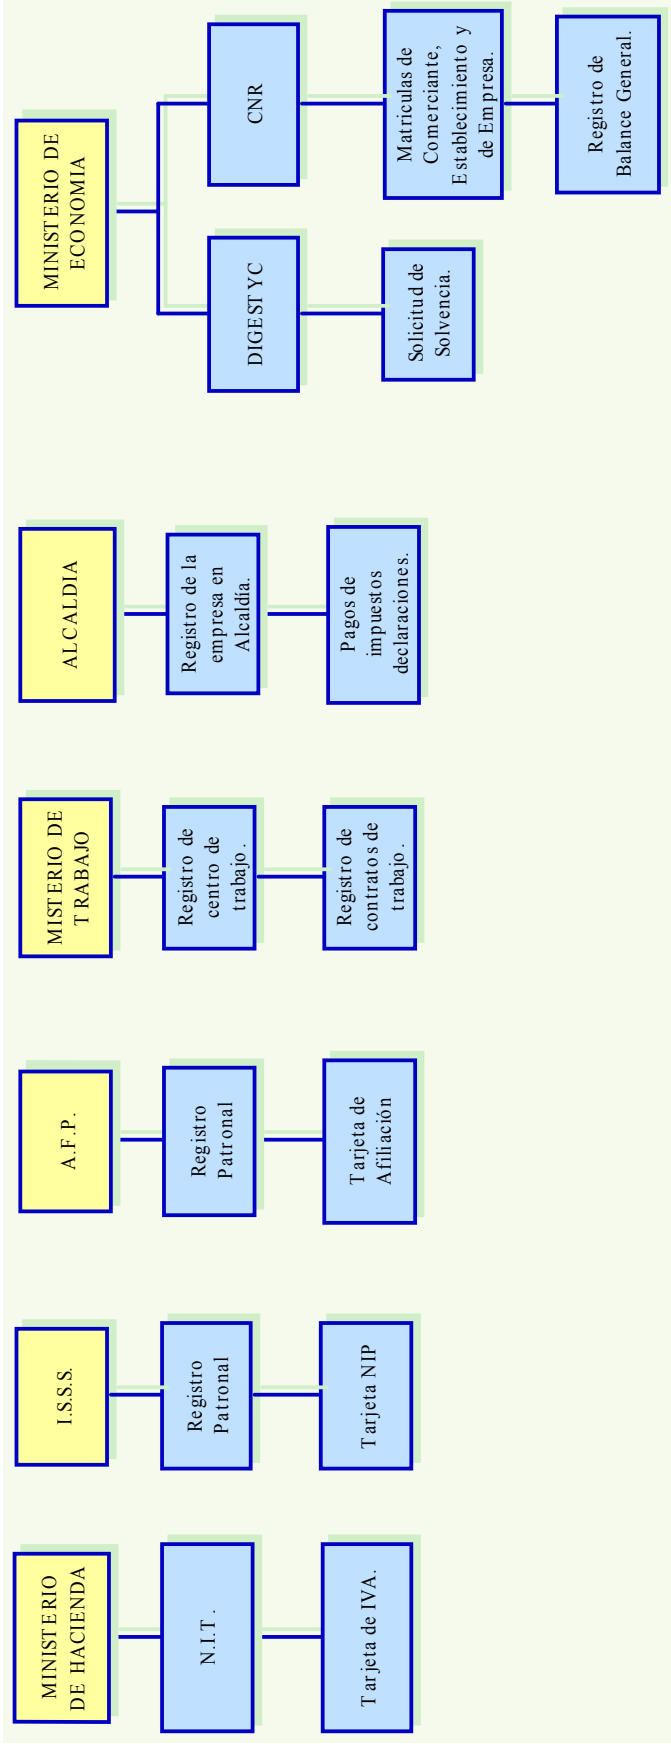 MINISTERIO
DE HACIENDA
N.I.T.
Tarjeta de IVA.
I.S.S.S.
Registro
Patronal
Tarjeta NIP
A.F.P.
Registro
Patronal
Tarjeta de
Afiliación
MISTERIO DE
TRABAJO
Registro de
centro de
trabajo.
Registro de
contratos de
trabajo.
ALCALDIA
Registro de la
empresa en
Alcaldía.
Pagos de
impuestos
declaraciones.
MINISTERIO DE
ECONOMIA
DIGESTYC
Solicitud de
Solvencia.
CNR
Matriculas de
Comerciante,
Establecimiento y
de Empresa.
Registro de
Balance General.